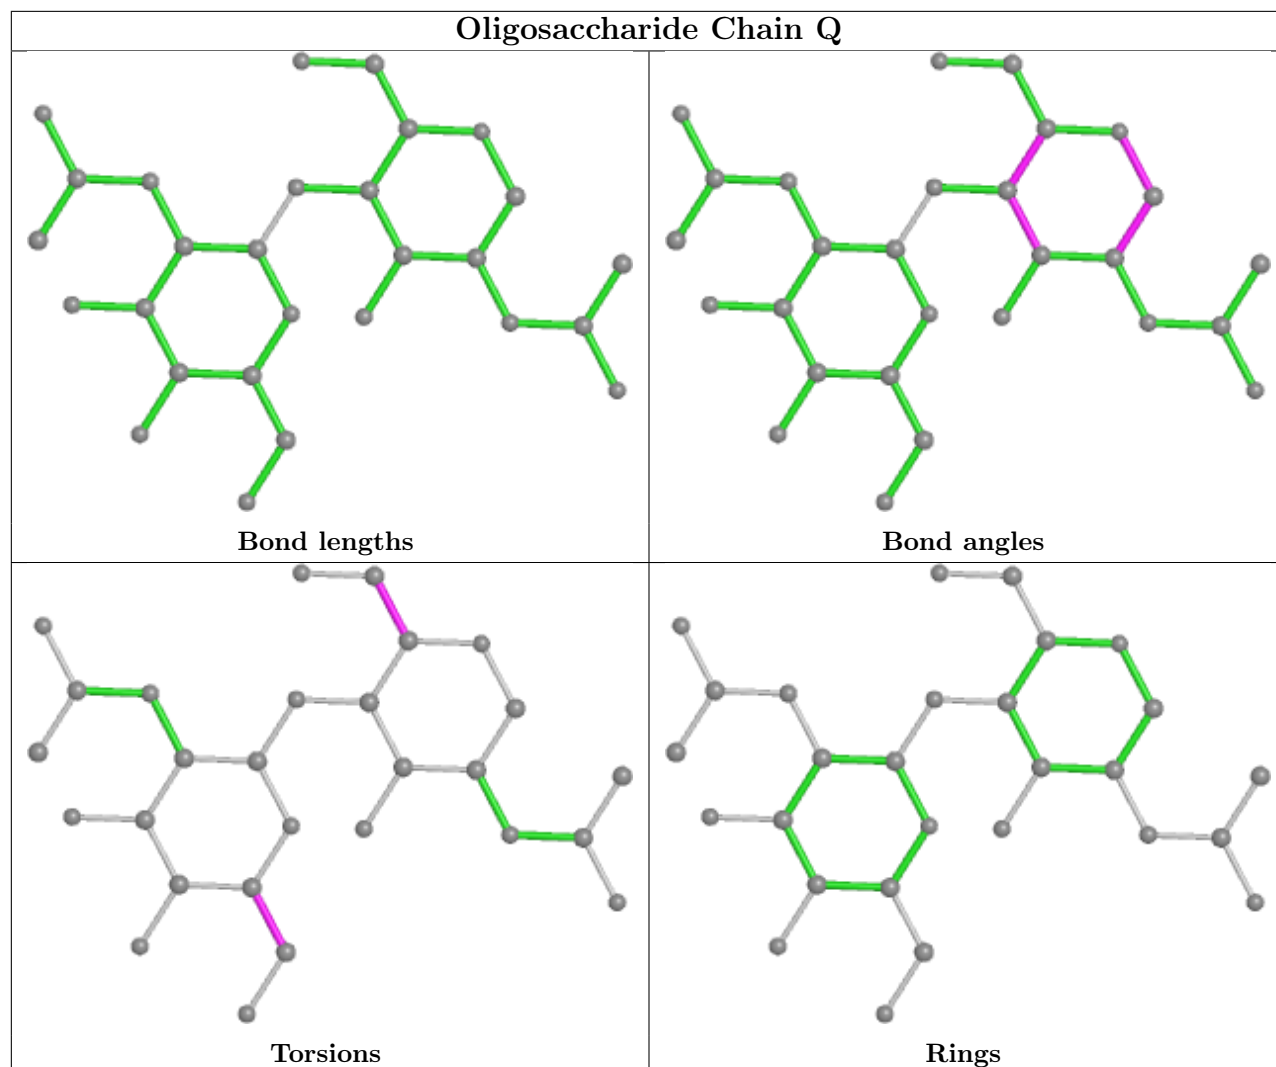 Oligosaccharide Chain Q
Bond lengths
Bond angles
Torsions
Rings